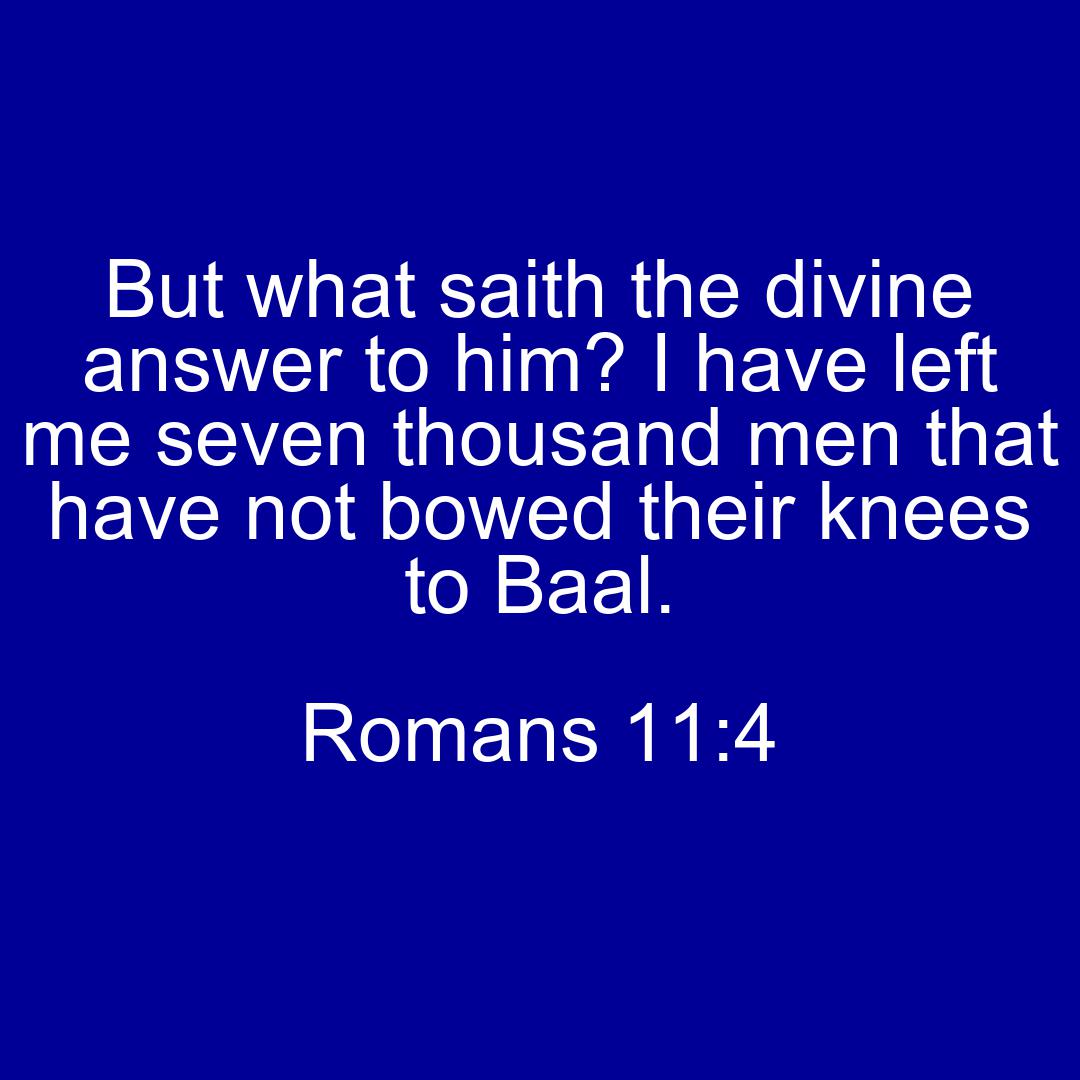 But what saith the divine
answer to him? I have left
me seven thousand men that
have not bowed their knees
to Baal.
Romans 11:4